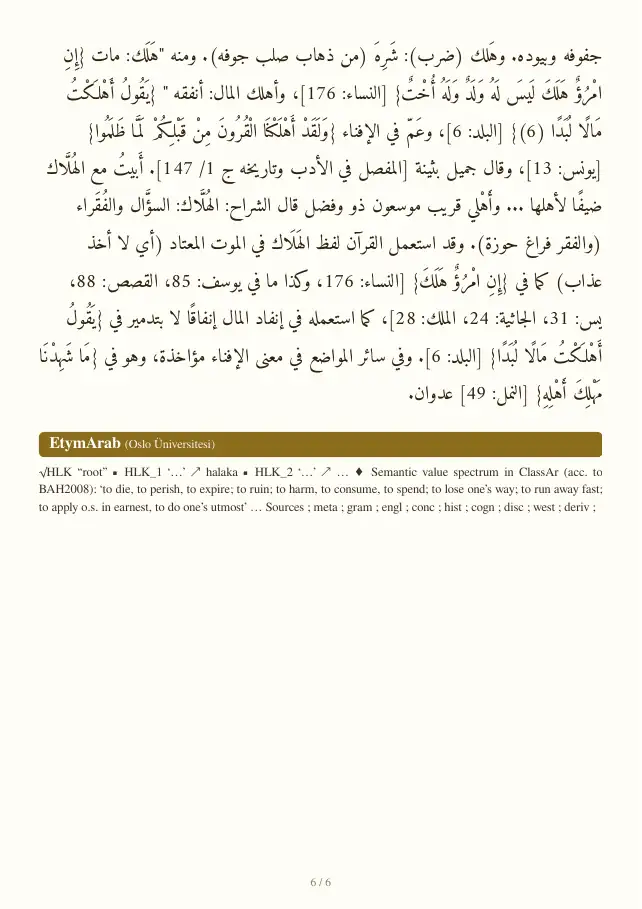 جفوفه وبيوده. وهَلك (ضرب): شَرِهَ (من ذهاب صلب جوفه). ومنه "هَلَك: مات {إِنِ
امْرُؤٌ هَلَكَ لَيسَ لَهُ وَلَدٌ وَلَهُ أُخْتٌ} [النساء: 176]، وأهلك المال: أنفقه " {يَقُولُ أَهْلَكْتُ
مَالًا لُبَدًا (6)} [البلد: 6]، وعَمّ في الإفناء {وَلَقَدْ أَهْلَكْنَا الْقُرُونَ مِنْ قَبْلِكُمْ لَمَّا ظَلَمُوا}
[يونس: 13]، وقال جميل بثينة [المفصل في الأدب وتاريخه ج 1/ 147]. أَبيتُ مع الهُلَّاك
ضيفًا لأهلها ... وأهْلي قريب موسعون ذو وفضل قال الشراح: الهُلَّاك: السؤَّال والفُقَراء
(والفقر فراغ حوزة). وقد استعمل القرآن لفظ الهَلَاك في الموت المعتاد (أي لا أخذ
عذاب) كما في {إِنِ امْرُؤٌ هَلَكَ} [النساء: 176، وكذا ما في يوسف: 85، القصص: 88،
يس: 31، الجاثية: 24، الملك: 28]، كما استعمله في إنفاد المال إنفاقًا لا بتدمير في {يَقُولُ
أَهْلَكْتُ مَالًا لُبَدًا} [البلد: 6]. وفي سائر المواضع في معنى الإفناء مؤاخذة، وهو في {مَا شَهِدْنَا
مَهْلِكَ أَهْلِهِ} [النمل: 49] عدوان.
EtymArab (Oslo Üniversitesi)
√HLK “root” ▪ HLK_1 ‘…’ ↗ halaka ▪ HLK_2 ‘…’ ↗ … ♦ Semantic value spectrum in ClassAr (acc. to
BAH2008): ‘to die, to perish, to expire; to ruin; to harm, to consume, to spend; to lose one’s way; to run away fast;
to apply o.s. in earnest, to do one’s utmost’ … Sources ; meta ; gram ; engl ; conc ; hist ; cogn ; disc ; west ; deriv ;
6 / 6